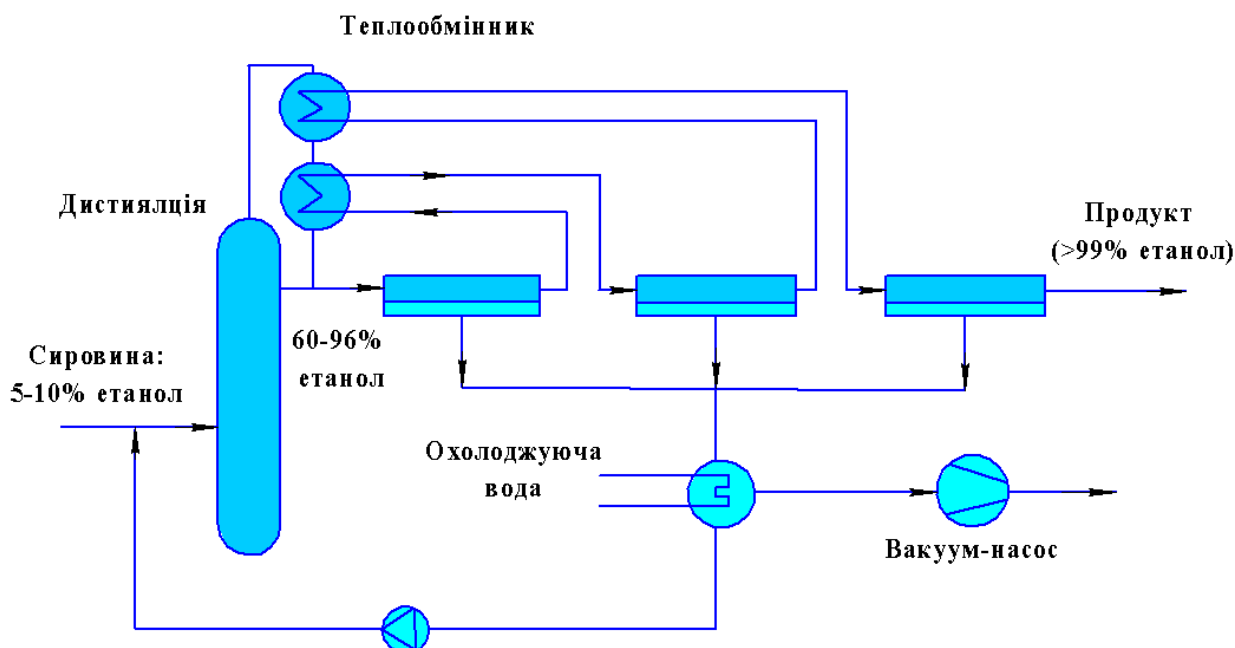 Теплообмінник
Дистиялція
Продукт
(>99% етанол)
60-96%
етанол
Сировина:
5-10% етанол
Охолоджуюча
вода
Вакуум-насос